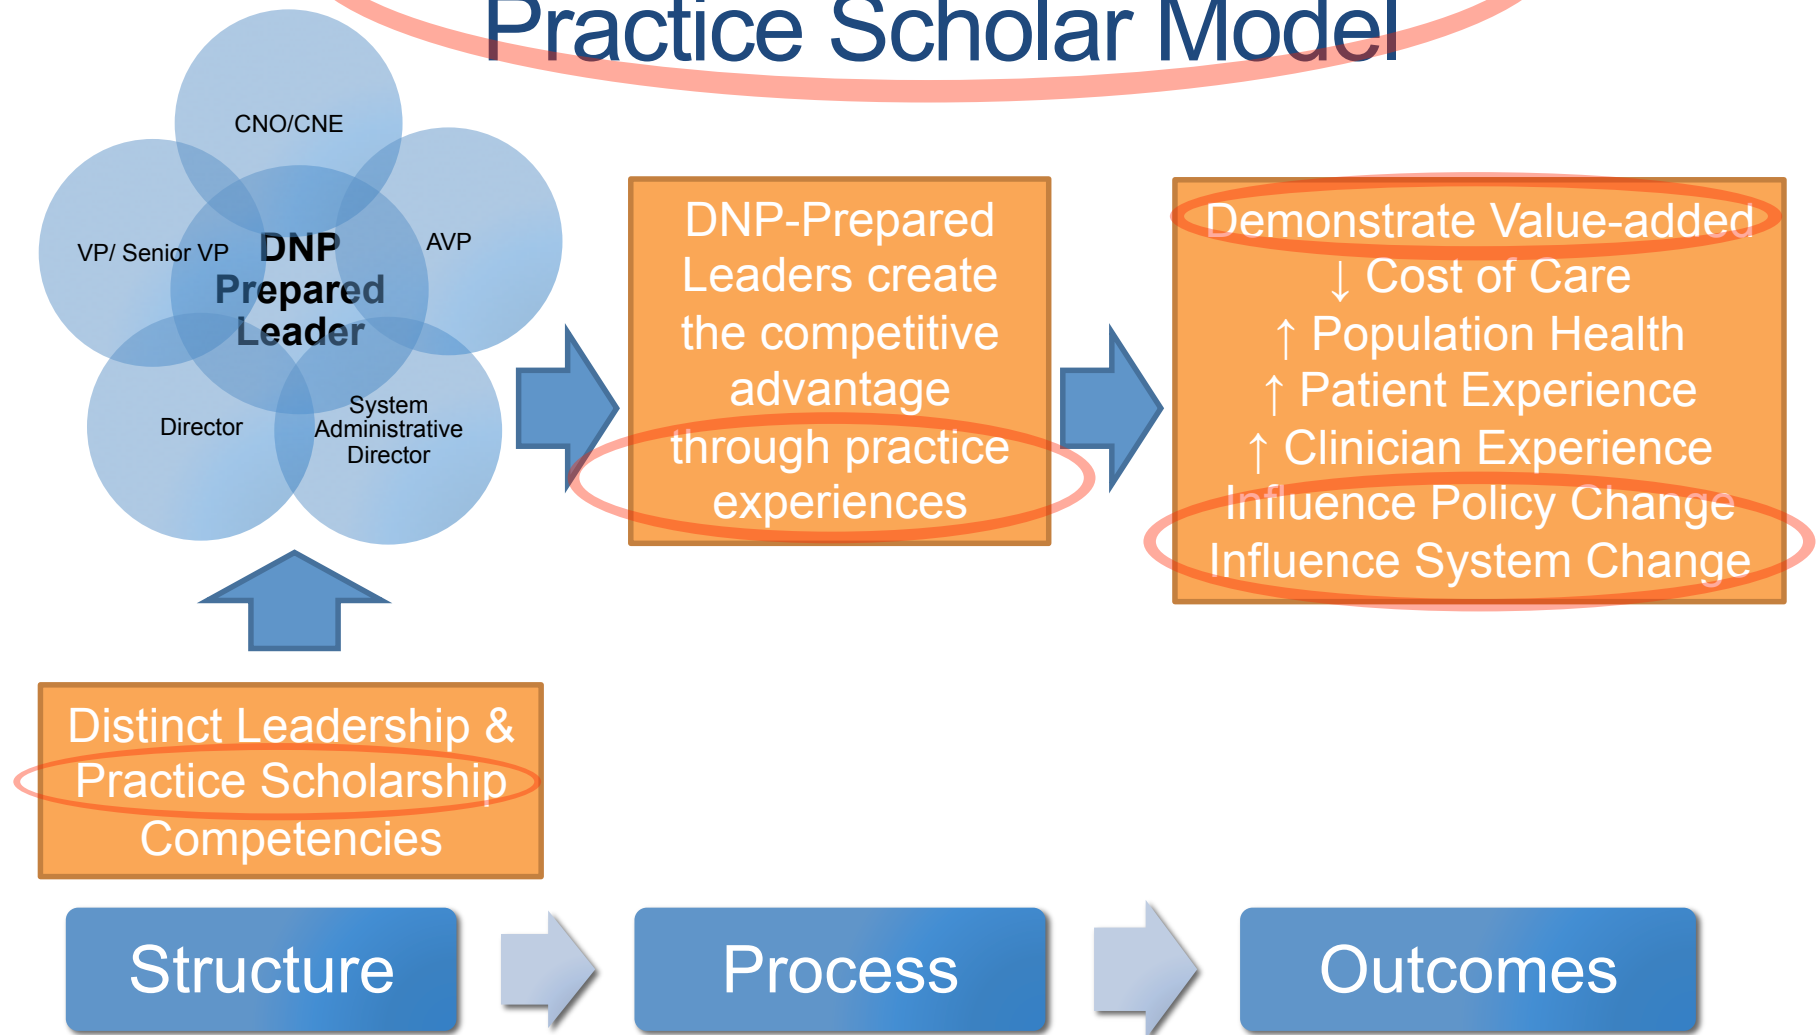 Practice Scholar Model
CNO/CNE
VP/ Senior VP
AVP
DNP
Prepared
Leader
Director
System
Administrative
Director
Distinct Leadership &
Practice Scholarship
Competencies
DNP-Prepared
Leaders create
the competitive
advantage
through practice
experiences
Demonstrate Value-added
↓ Cost of Care
↑ Population Health
↑ Patient Experience
↑ Clinician Experience
Influence Policy Change
Influence System Change
Structure
Process
Outcomes